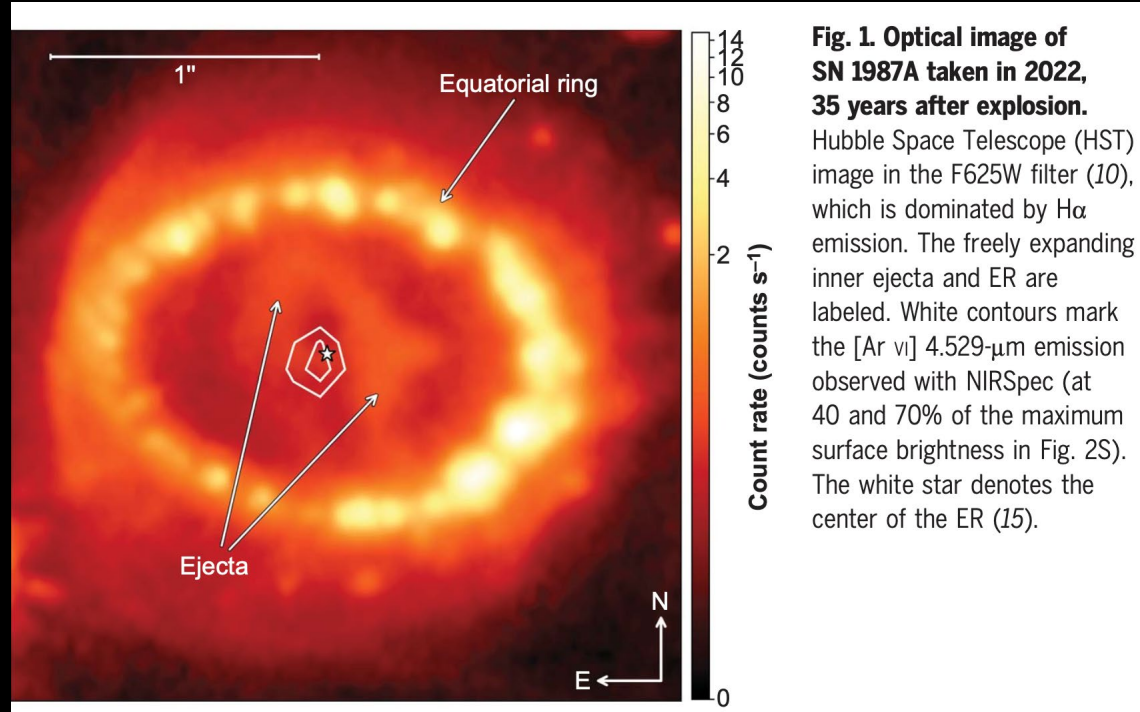 1"
Equatorial ring
Ejecta
N
E
14
12
10
8
6
4
2
0
Count rate (counts s⁻¹)
Fig. 1. Optical image of
SN 1987A taken in 2022,
35 years after explosion.
Hubble Space Telescope (HST)
image in the F625W filter (10),
which is dominated by Hα
emission. The freely expanding
inner ejecta and ER are
labeled. White contours mark
the [Ar VI] 4.529-μm emission
observed with NIRSpec (at
40 and 70% of the maximum
surface brightness in Fig. 2S).
The white star denotes the
center of the ER (15).